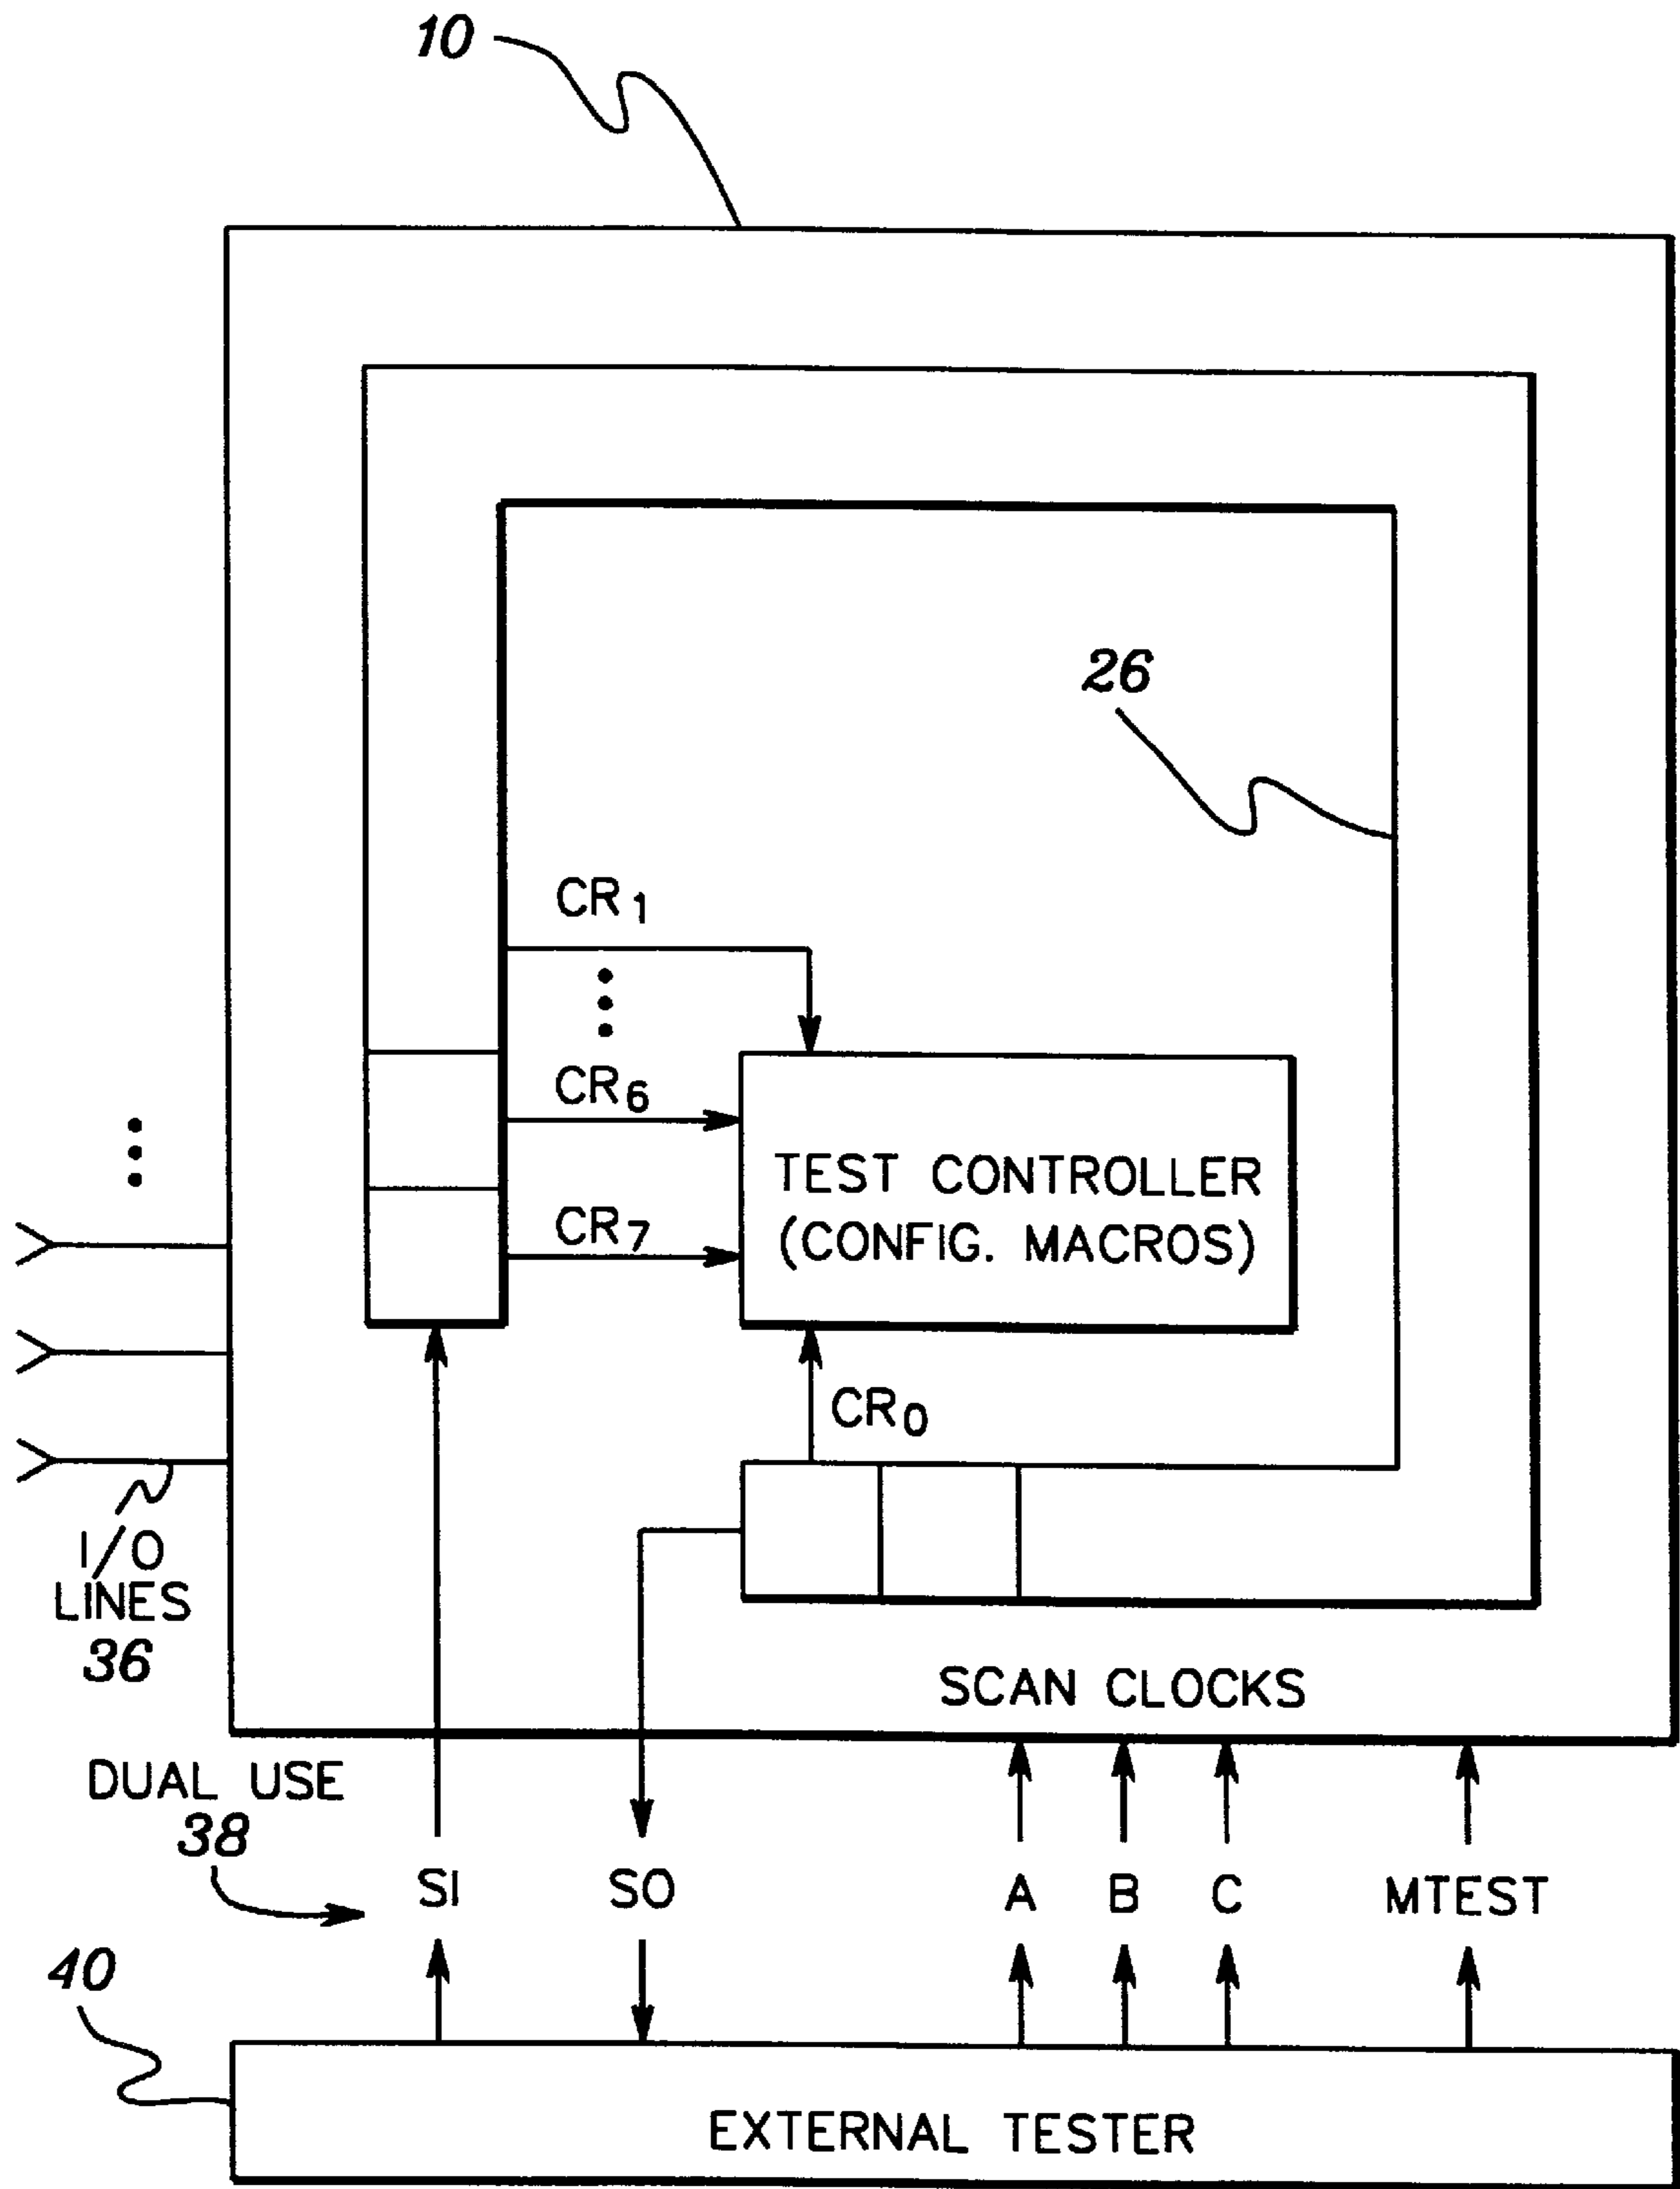 10
26
CR1
CR6
CR7
TEST CONTROLLER
(CONFIG. MACROS)
CR0
I/O
LINES
36
SCAN CLOCKS
DUAL USE
38
SI
SO
A
B
C
MTEST
40
EXTERNAL TESTER